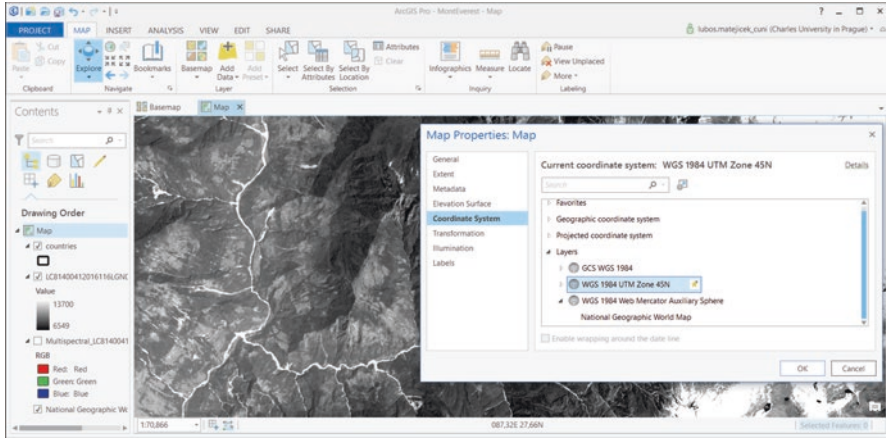 ArcGIS Pro - MontEverest - Map
PROJECT MAP INSERT ANALYSIS VIEW EDIT SHARE
lubos.matejicek_cuni (Charles University in Prague)
Paste
Cut
Copy
Clipboard
Explore
Navigate
Bookmarks
Basemap
Add Data
Add Preset
Layer
Select
Select By Attributes
Select By Location
Attributes
Clear
Selection
Infographics
Measure
Locate
Inquiry
Pause
View Unplaced
More
Labeling
Contents
Search
Drawing Order
Map
countries
LC81400412016116LGN
Value
13700
6549
Multispectral_LC8140041
RGB
Red: Red
Green: Green
Blue: Blue
National Geographic Wo
Basemap
Map
Map Properties: Map
General
Extent
Metadata
Elevation Surface
Coordinate System
Transformation
Illumination
Labels
Current coordinate system: WGS 1984 UTM Zone 45N
Details
Search
Favorites
Geographic coordinate system
Projected coordinate system
Layers
GCS WGS 1984
WGS 1984 UTM Zone 45N
WGS 1984 Web Mercator Auxiliary Sphere
National Geographic World Map
Enable wrapping around the date line
OK Cancel
1:70,866
087,32E 27,66N
Selected Features: 0